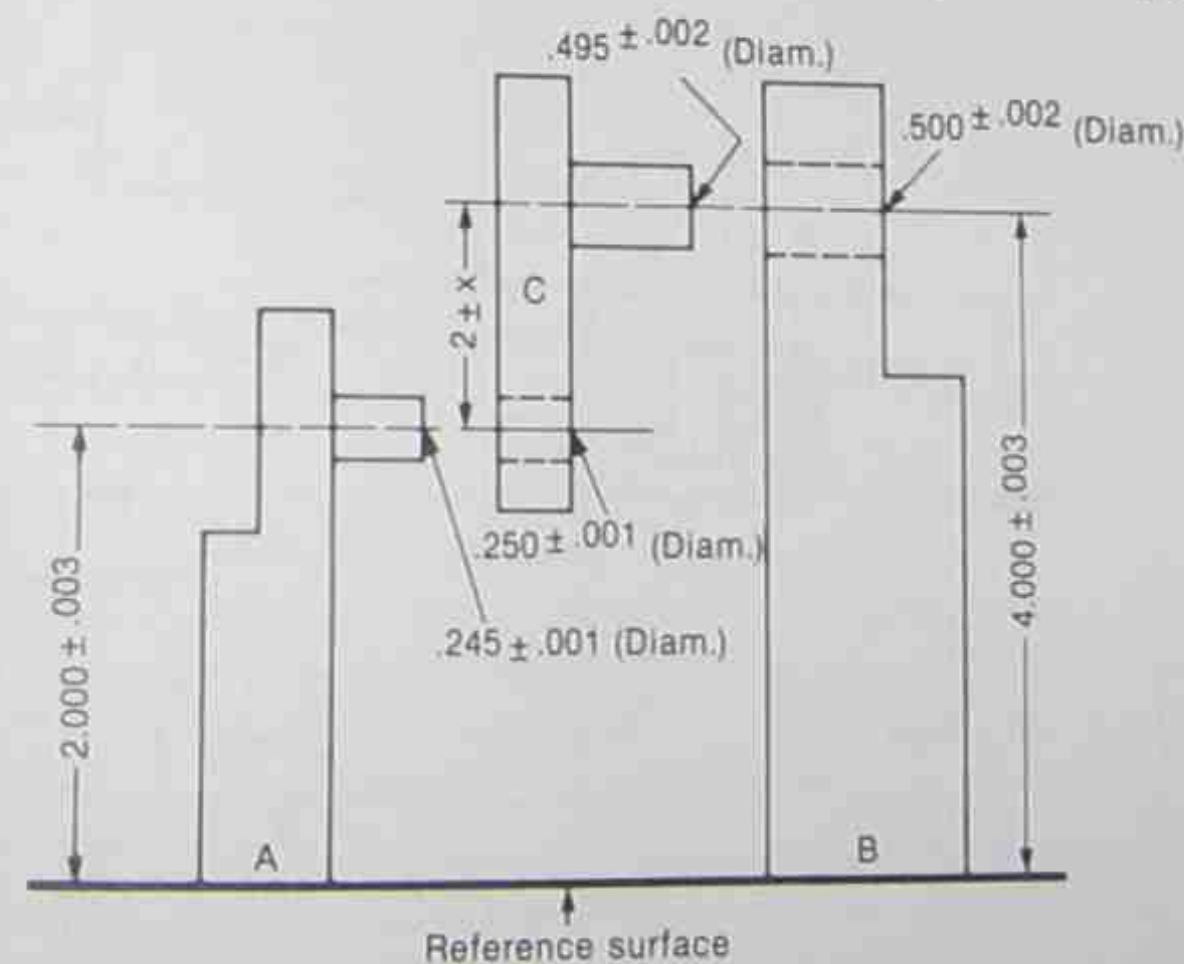 .495 ± .002 (Diam.)
.500 ± .002 (Diam.)
C
2 ± x
.250 ± .001 (Diam.)
.245 ± .001 (Diam.)
2.000 ± .003
4.000 ± .003
A
B
Reference surface